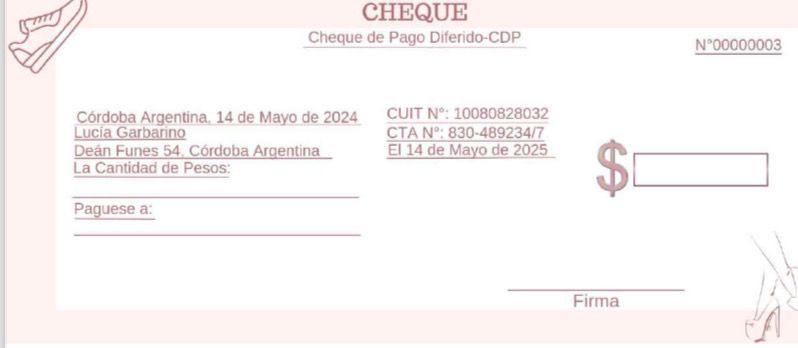 CHEQUE
Cheque de Pago Diferido-CDP
N°00000003
Córdoba Argentina, 14 de Mayo de 2024
Lucía Garbarino
Deán Funes 54, Córdoba Argentina
La Cantidad de Pesos:
Paguese a:
CUIT N°: 10080828032
CTA N°: 830-489234/7
El 14 de Mayo de 2025
$
Firma